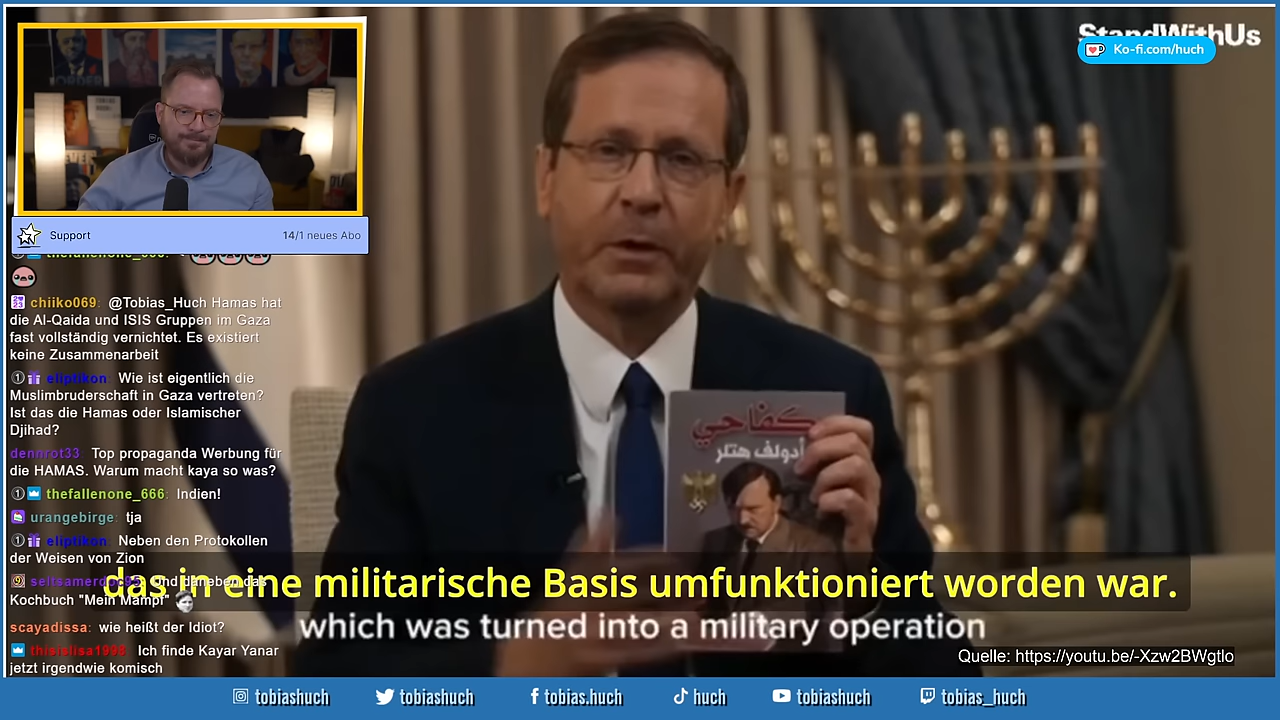 StandWithUs
Ko-fi.com/huch
Support
14/1 neues Abo
thefallenone_666:
chiiko069: @Tobias_Huch Hamas hat
die Al-Qaida und ISIS Gruppen im Gaza
fast vollständig vernichtet. Es existiert
keine Zusammenarbeit
eliptikon: Wie ist eigentlich die
Muslimbruderschaft in Gaza vertreten?
Ist das die Hamas oder Islamischer
Djihad?
dennrot33: Top propaganda Werbung für
die HAMAS. Warum macht kaya so was?
thefallenone_666: Indien!
urangebirge: tja
eliptikon: Neben den Protokollen
der Weisen von Zion
Und daneben das
Kochbuch "Mein Mampf"
scayadissa: wie heißt der Idiot?
thisislisa1998: Ich finde Kayar Yanar
jetzt irgendwie komisch
كفاحي
أدولف هتلر
das in eine militarische Basis umfunktioniert worden war.
which was turned into a military operation
Quelle: https://youtu.be/-Xzw2BWgtlo
tobiashuch
tobiashuch
tobias.huch
huch
tobiashuch
tobias_huch